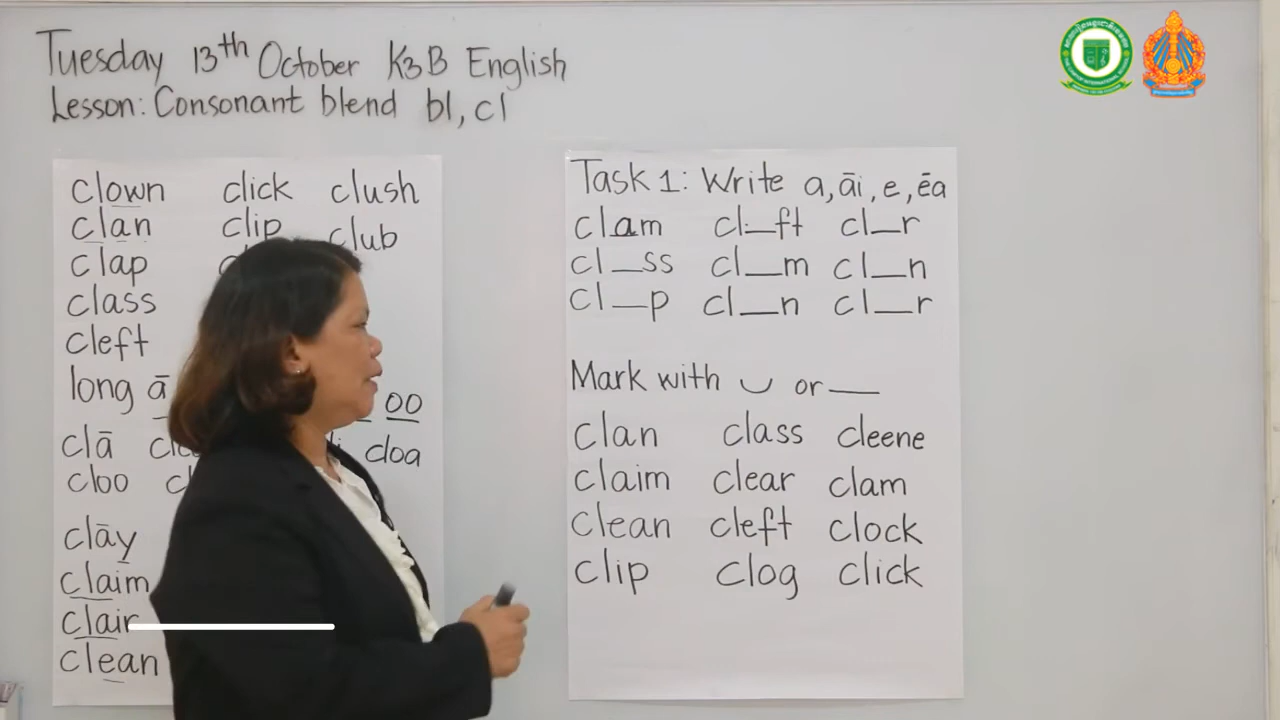 Tuesday 13th October K3B English
Lesson: Consonant blend bl, cl
clown click clush
clan clip club
clap
class
cleft
long ā oo
clā cloa
cloo
clāy
claim
clair
clean
Task 1: Write a, āi, e, ēa
clam cl_ft cl_r
cl_ss cl_m cl_n
cl_p cl_n cl_r
Mark with ◡ or —
clan class cleene
claim clear clam
clean cleft clock
clip clog click